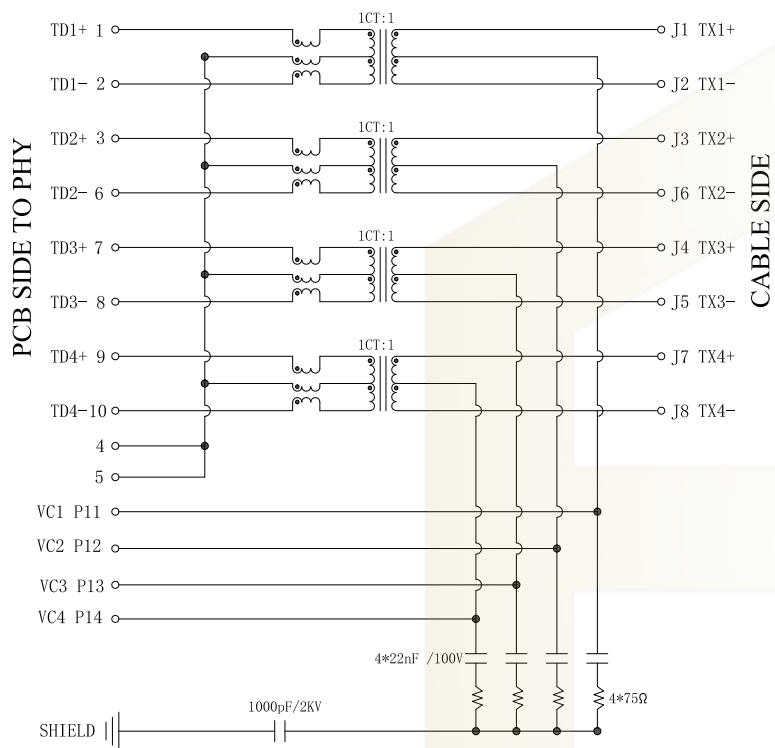 1CT:1
TD1+ 1
J1 TX1+
TD1- 2
J2 TX1-
1CT:1
TD2+ 3
J3 TX2+
TD2- 6
J6 TX2-
1CT:1
TD3+ 7
J4 TX3+
TD3- 8
J5 TX3-
1CT:1
TD4+ 9
J7 TX4+
TD4-10
J8 TX4-
4
5
VC1 P11
VC2 P12
VC3 P13
VC4 P14
4*22nF /100V
4*75Ω
1000pF/2KV
SHIELD
PCB SIDE TO PHY
CABLE SIDE